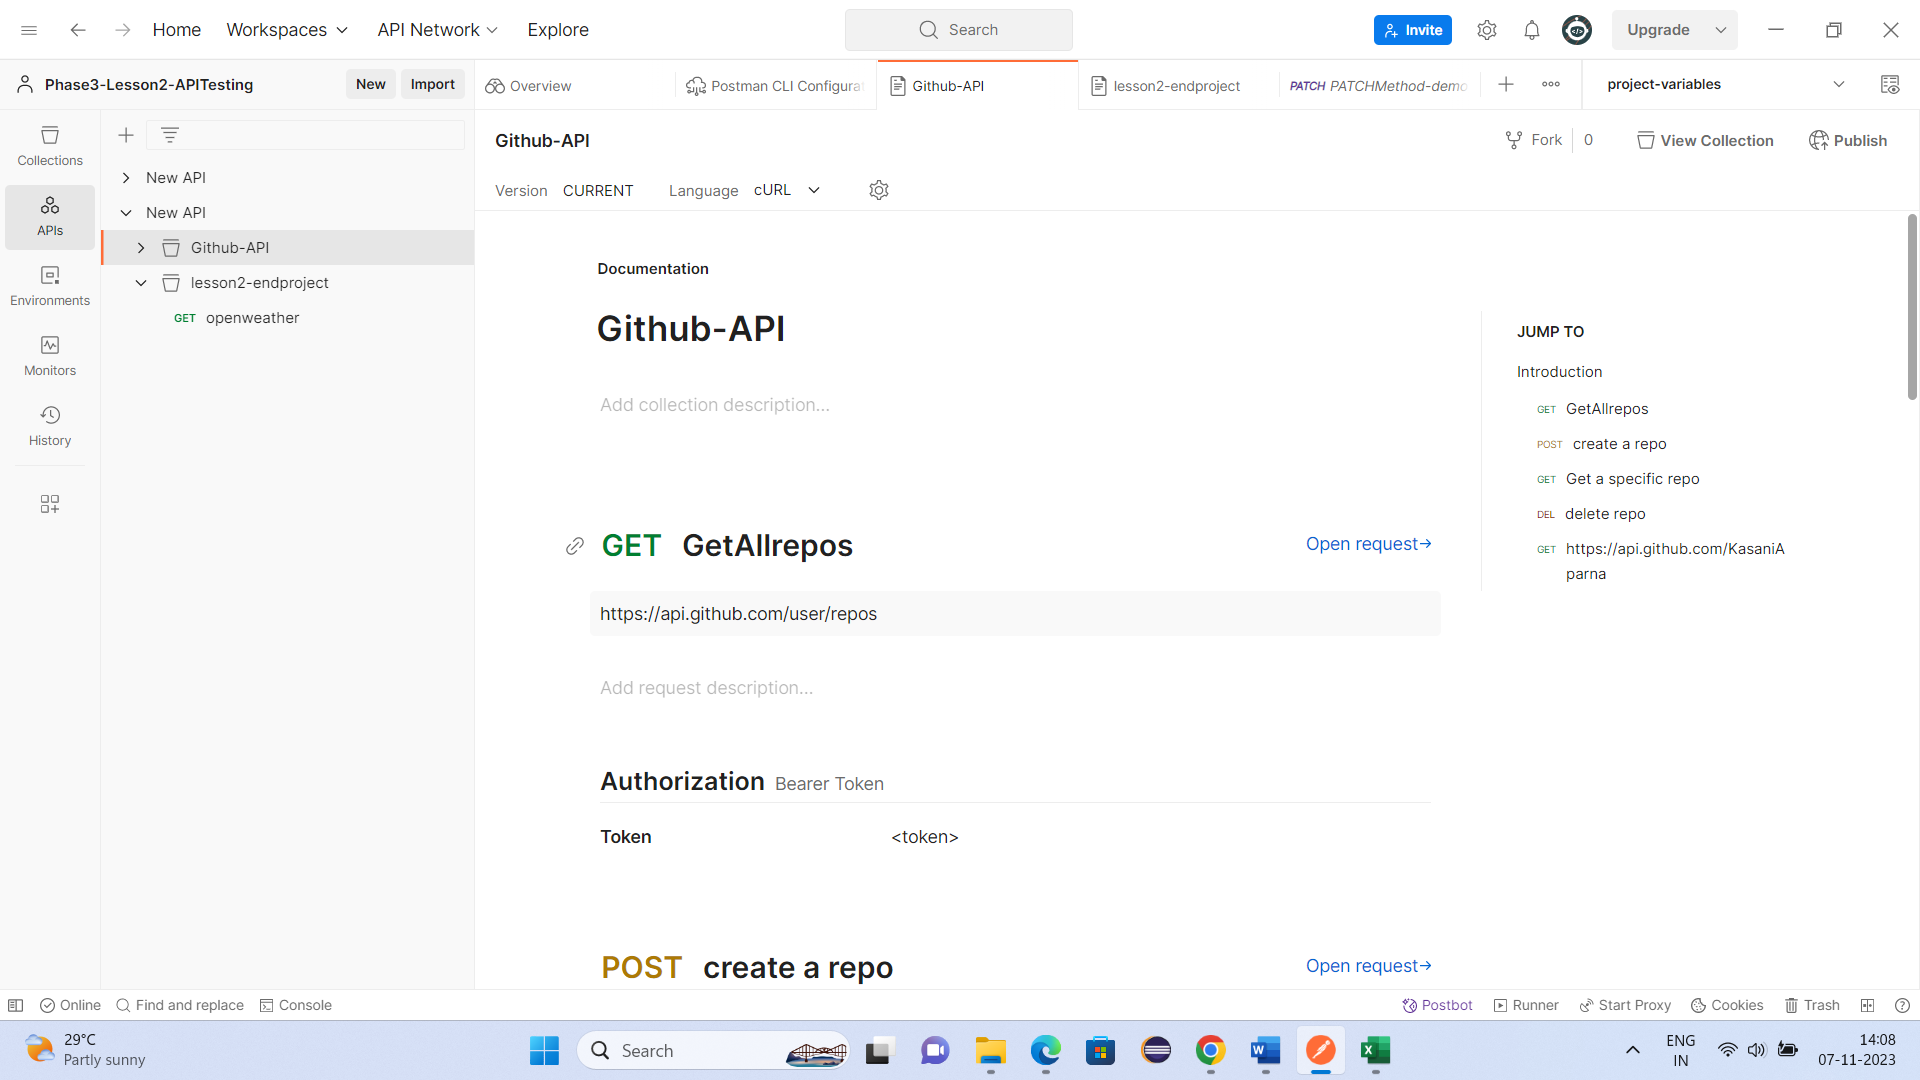 Home Workspaces API Network Explore Search Invite Upgrade
Phase3-Lesson2-APITesting New Import Overview Postman CLI Configura Github-API lesson2-endproject PATCH PATCHMethod-demo project-variables
Collections
APIs
Environments
Monitors
History
New API
New API
Github-API
lesson2-endproject
GET openweather
Github-API Fork 0 View Collection Publish
Version CURRENT Language cURL
Documentation
Github-API
Add collection description...
GET GetAllrepos Open request→
https://api.github.com/user/repos
Add request description...
Authorization Bearer Token
Token <token>
POST create a repo Open request→
JUMP TO
Introduction
GET GetAllrepos
POST create a repo
GET Get a specific repo
DEL delete repo
GET https://api.github.com/KasaniA
parna
Online Find and replace Console Postbot Runner Start Proxy Cookies Trash
29°C
Partly sunny
Search
ENG
IN
14:08
07-11-2023